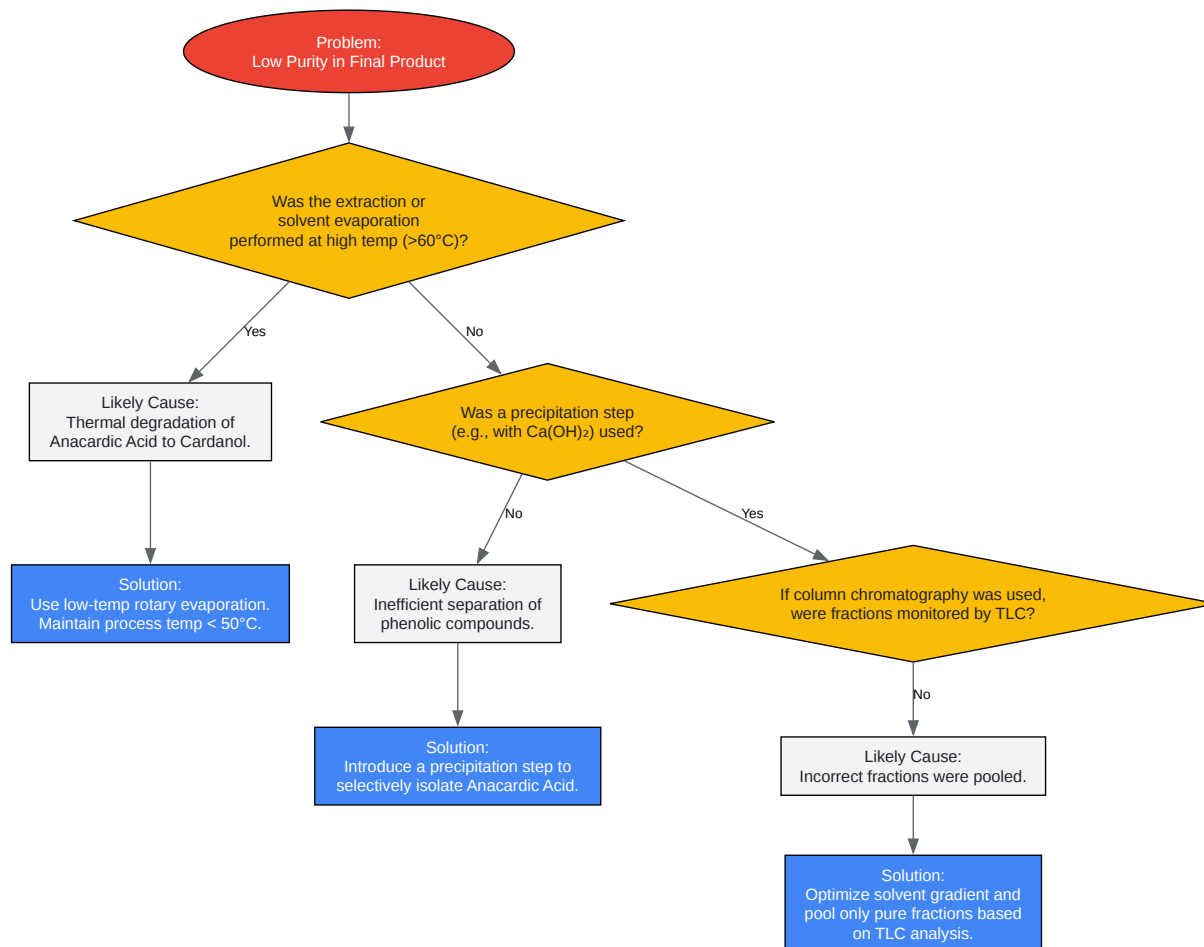 Problem:
Low Purity in Final Product
Was the extraction or
solvent evaporation
performed at high temp (>60°C)?
Yes
No
Likely Cause:
Thermal degradation of
Anacardic Acid to Cardanol.
Was a precipitation step
(e.g., with Ca(OH)₂) used?
No
Yes
Solution:
Use low-temp rotary evaporation.
Maintain process temp < 50°C.
Likely Cause:
Inefficient separation of
phenolic compounds.
If column chromatography was used,
were fractions monitored by TLC?
No
Solution:
Introduce a precipitation step to
selectively isolate Anacardic Acid.
Likely Cause:
Incorrect fractions were pooled.
Solution:
Optimize solvent gradient and
pool only pure fractions based
on TLC analysis.